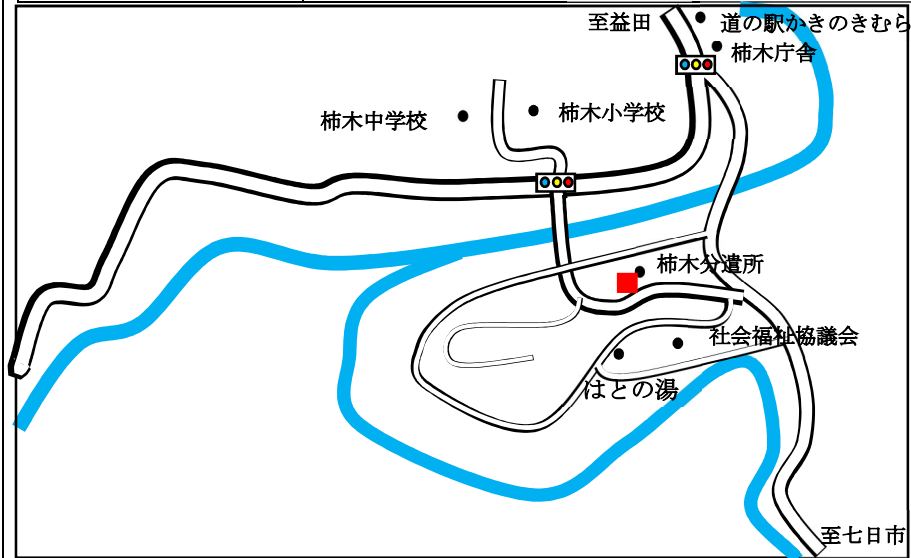 至益田
道の駅かきのきむら
柿木庁舎
柿木中学校
柿木小学校
柿木分遣所
社会福祉協議会
はとの湯
至七日市